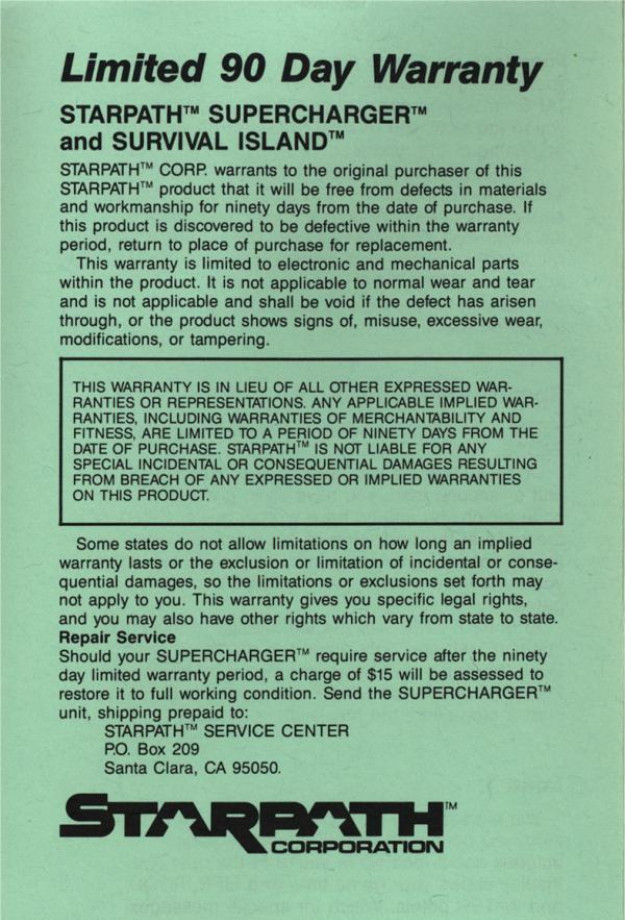 Limited 90 Day Warranty
STARPATH™ SUPERCHARGER™
and SURVIVAL ISLAND™
STARPATH™ CORP. warrants to the original purchaser of this
STARPATH™ product that it will be free from defects in materials
and workmanship for ninety days from the date of purchase. If
this product is discovered to be defective within the warranty
period, return to place of purchase for replacement.
This warranty is limited to electronic and mechanical parts
within the product. It is not applicable to normal wear and tear
and is not applicable and shall be void if the defect has arisen
through, or the product shows signs of, misuse, excessive wear,
modifications, or tampering.
THIS WARRANTY IS IN LIEU OF ALL OTHER EXPRESSED WAR-
RANTIES OR REPRESENTATIONS. ANY APPLICABLE IMPLIED WAR-
RANTIES, INCLUDING WARRANTIES OF MERCHANTABILITY AND
FITNESS, ARE LIMITED TO A PERIOD OF NINETY DAYS FROM THE
DATE OF PURCHASE. STARPATH™ IS NOT LIABLE FOR ANY
SPECIAL INCIDENTAL OR CONSEQUENTIAL DAMAGES RESULTING
FROM BREACH OF ANY EXPRESSED OR IMPLIED WARRANTIES
ON THIS PRODUCT.
Some states do not allow limitations on how long an implied
warranty lasts or the exclusion or limitation of incidental or conse-
quential damages, so the limitations or exclusions set forth may
not apply to you. This warranty gives you specific legal rights,
and you may also have other rights which vary from state to state.
Repair Service
Should your SUPERCHARGER™ require service after the ninety
day limited warranty period, a charge of $15 will be assessed to
restore it to full working condition. Send the SUPERCHARGER™
unit, shipping prepaid to:
STARPATH™ SERVICE CENTER
P.O. Box 209
Santa Clara, CA 95050.
STARPATH™
CORPORATION